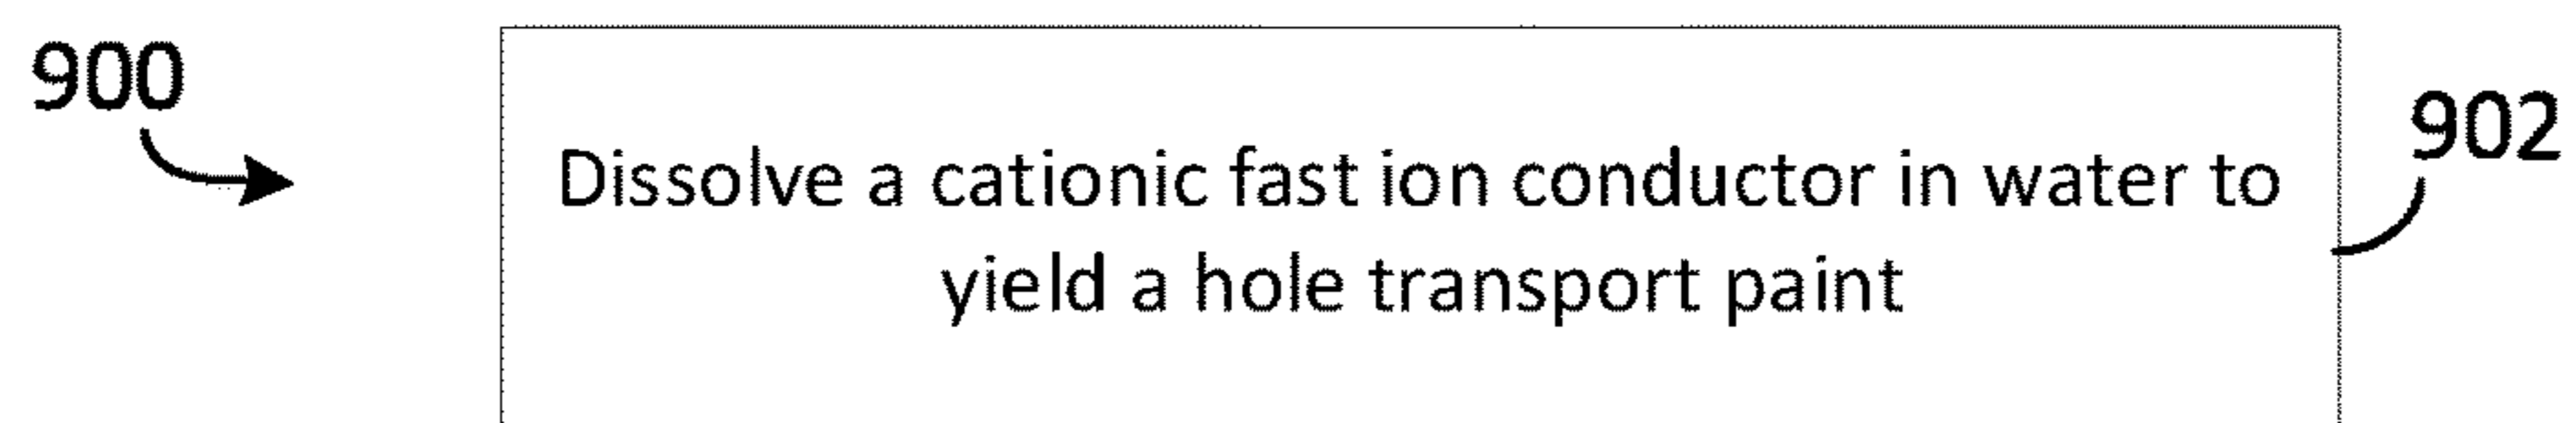 900
902
Dissolve a cationic fast ion conductor in water to
yield a hole transport paint